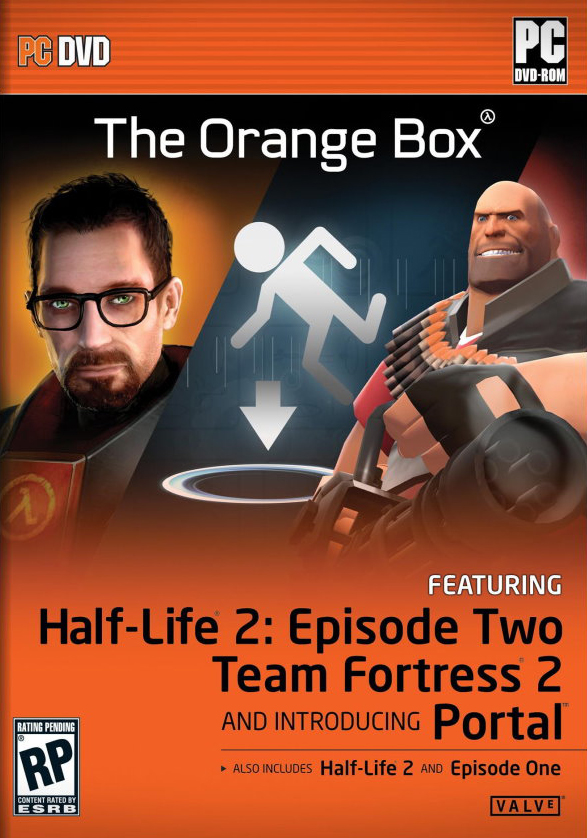 PC DVD
PC
DVD-ROM
The Orange Box
FEATURING
Half-Life® 2: Episode Two
Team Fortress® 2
AND INTRODUCING Portal™
▸ ALSO INCLUDES Half-Life 2 AND Episode One
RATING PENDING
RP
CONTENT RATED BY
ESRB
VALVE®